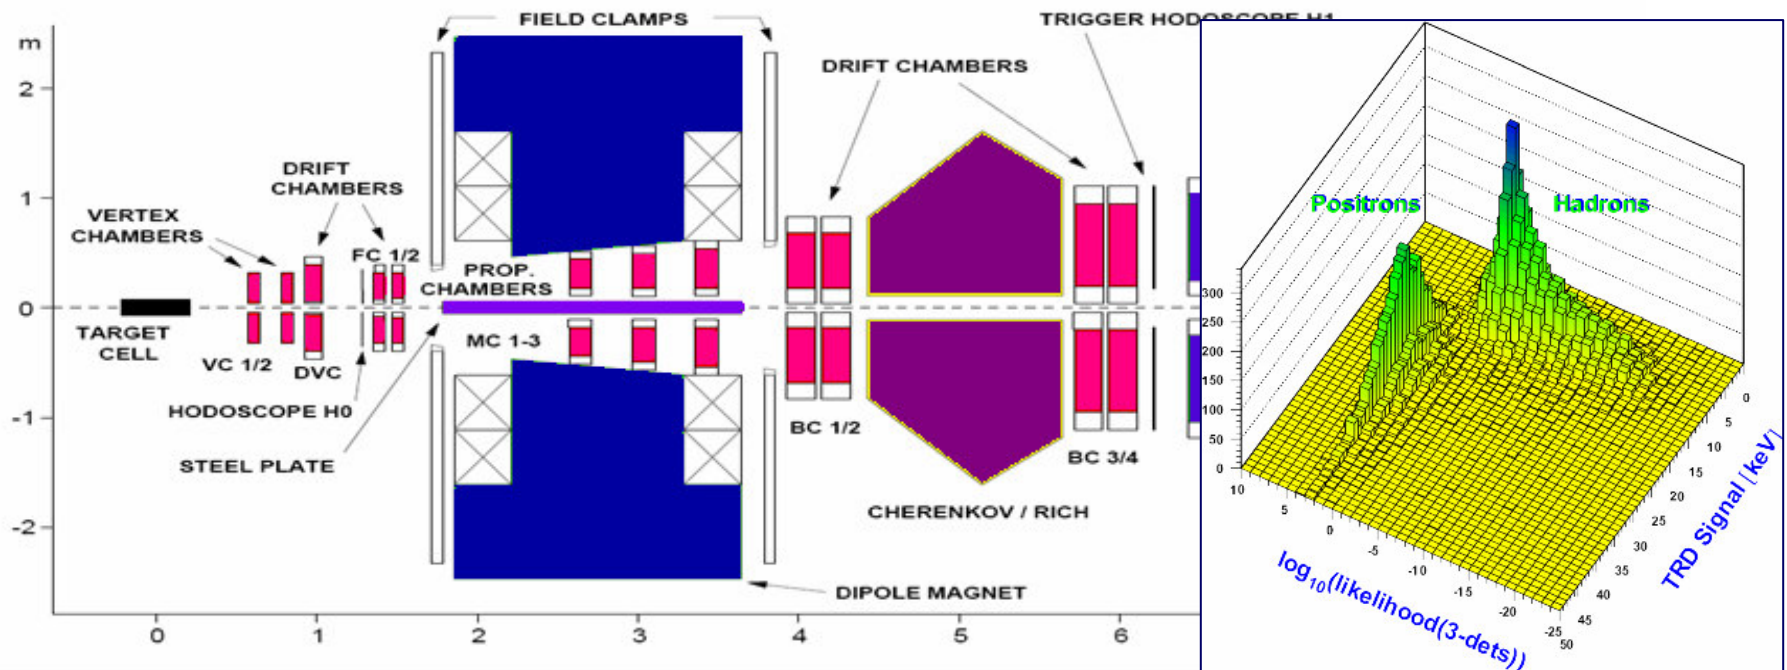 FIELD CLAMPS
TRIGGER HODOSCOPE H1
m
2
1
0
-1
-2
DRIFT CHAMBERS
DRIFT
CHAMBERS
VERTEX
CHAMBERS
FC 1/2
PROP.
CHAMBERS
TARGET
CELL
VC 1/2
DVC
MC 1-3
HODOSCOPE H0
STEEL PLATE
BC 1/2
BC 3/4
CHERENKOV / RICH
DIPOLE MAGNET
0 1 2 3 4 5 6
Positrons
Hadrons
300
250
200
150
100
50
0
10 5 0 -5 -10 -15 -20 -25
log10(likelihood(3-dets))
0 5 10 15 20 25 30 35 40 45 50
TRD Signal [keV]